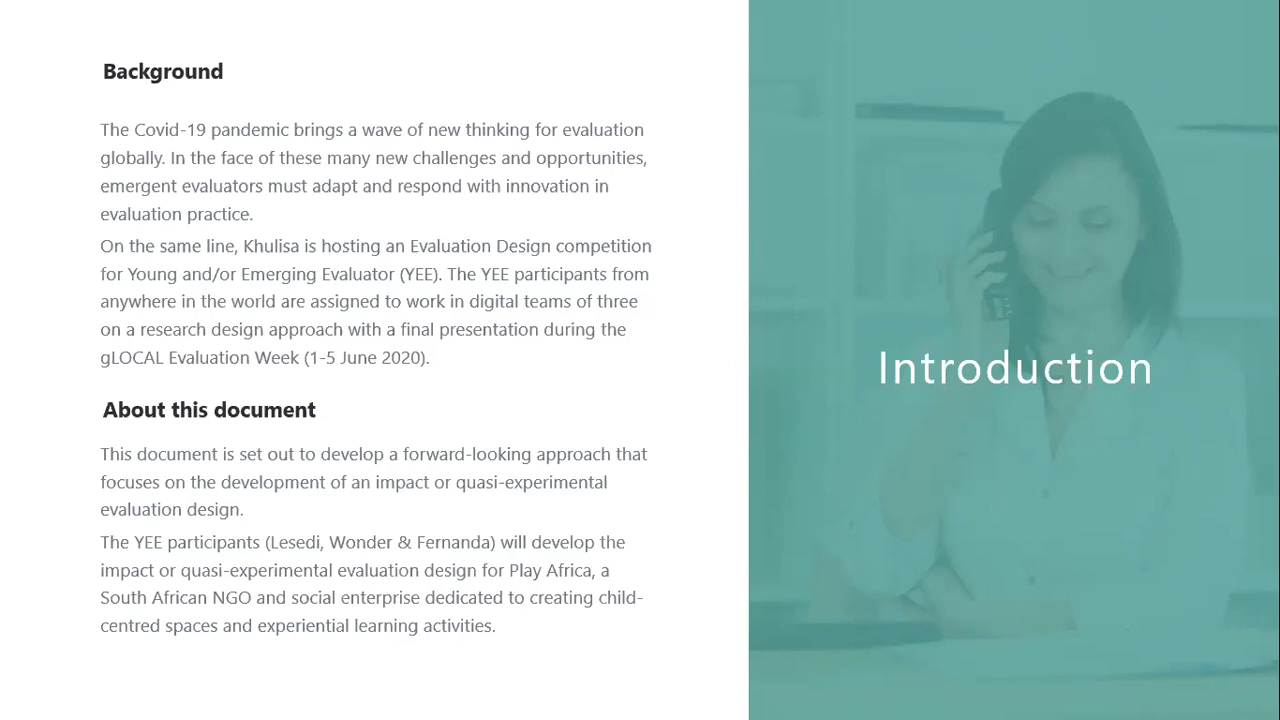 Background
The Covid-19 pandemic brings a wave of new thinking for evaluation
globally. In the face of these many new challenges and opportunities,
emergent evaluators must adapt and respond with innovation in
evaluation practice.
On the same line, Khulisa is hosting an Evaluation Design competition
for Young and/or Emerging Evaluator (YEE). The YEE participants from
anywhere in the world are assigned to work in digital teams of three
on a research design approach with a final presentation during the
gLOCAL Evaluation Week (1-5 June 2020).
About this document
This document is set out to develop a forward-looking approach that
focuses on the development of an impact or quasi-experimental
evaluation design.
The YEE participants (Lesedi, Wonder & Fernanda) will develop the
impact or quasi-experimental evaluation design for Play Africa, a
South African NGO and social enterprise dedicated to creating child-
centred spaces and experiential learning activities.
Introduction